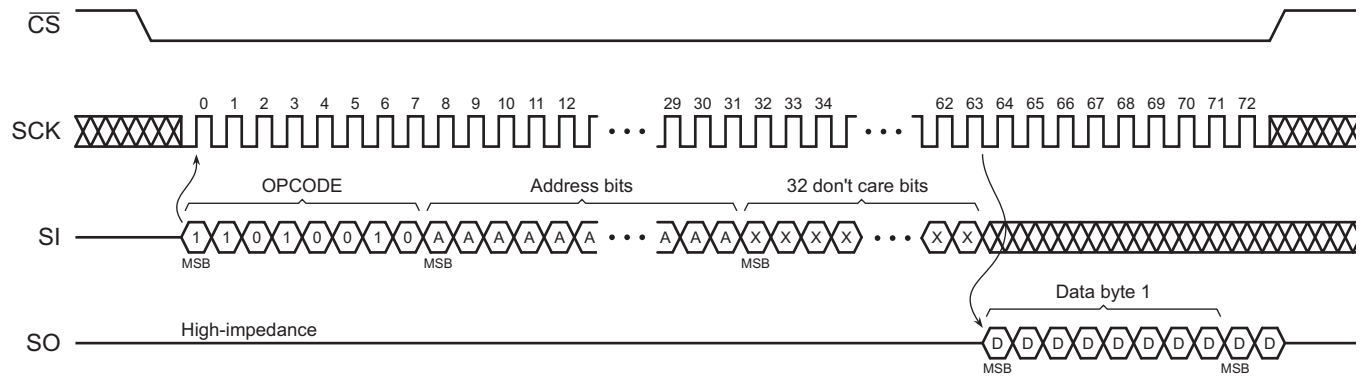 CS
0 1 2 3 4 5 6 7 8 9 10 11 12 29 30 31 32 33 34 62 63 64 65 66 67 68 69 70 71 72
SCK
OPCODE Address bits 32 don't care bits
SI 1 1 0 1 0 0 1 0 A A A A A A A A A X X X X X X
MSB MSB MSB
Data byte 1
High-impedance
SO D D D D D D D D D D
MSB MSB